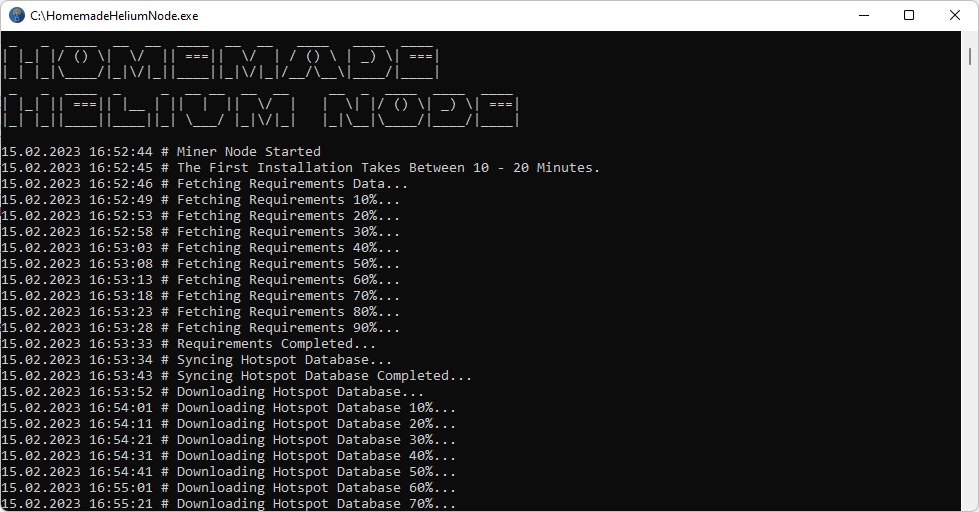 C:\HomemadeHeliumNode.exe
HOMEMADE
HELIUM NODE
15.02.2023 16:52:44 # Miner Node Started
15.02.2023 16:52:45 # The First Installation Takes Between 10 - 20 Minutes.
15.02.2023 16:52:46 # Fetching Requirements Data...
15.02.2023 16:52:49 # Fetching Requirements 10%...
15.02.2023 16:52:53 # Fetching Requirements 20%...
15.02.2023 16:52:58 # Fetching Requirements 30%...
15.02.2023 16:53:03 # Fetching Requirements 40%...
15.02.2023 16:53:08 # Fetching Requirements 50%...
15.02.2023 16:53:13 # Fetching Requirements 60%...
15.02.2023 16:53:18 # Fetching Requirements 70%...
15.02.2023 16:53:23 # Fetching Requirements 80%...
15.02.2023 16:53:28 # Fetching Requirements 90%...
15.02.2023 16:53:33 # Requirements Completed...
15.02.2023 16:53:34 # Syncing Hotspot Database...
15.02.2023 16:53:43 # Syncing Hotspot Database Completed...
15.02.2023 16:53:52 # Downloading Hotspot Database...
15.02.2023 16:54:01 # Downloading Hotspot Database 10%...
15.02.2023 16:54:11 # Downloading Hotspot Database 20%...
15.02.2023 16:54:21 # Downloading Hotspot Database 30%...
15.02.2023 16:54:31 # Downloading Hotspot Database 40%...
15.02.2023 16:54:41 # Downloading Hotspot Database 50%...
15.02.2023 16:55:01 # Downloading Hotspot Database 60%...
15.02.2023 16:55:21 # Downloading Hotspot Database 70%...